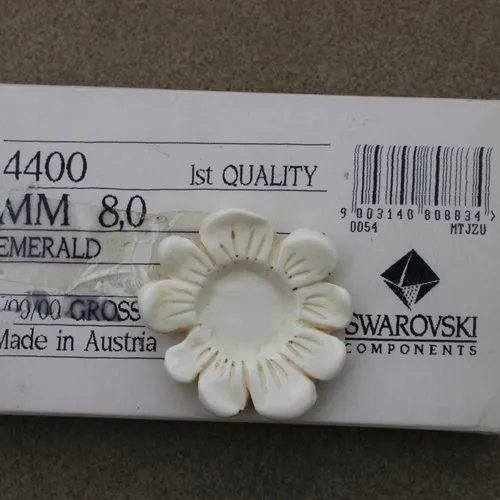 4400
1st QUALITY
MM 8,0
EMERALD
GROSS
Made in Austria
9 003140 808834
0054 MTJZU
SWAROVSKI
COMPONENTS